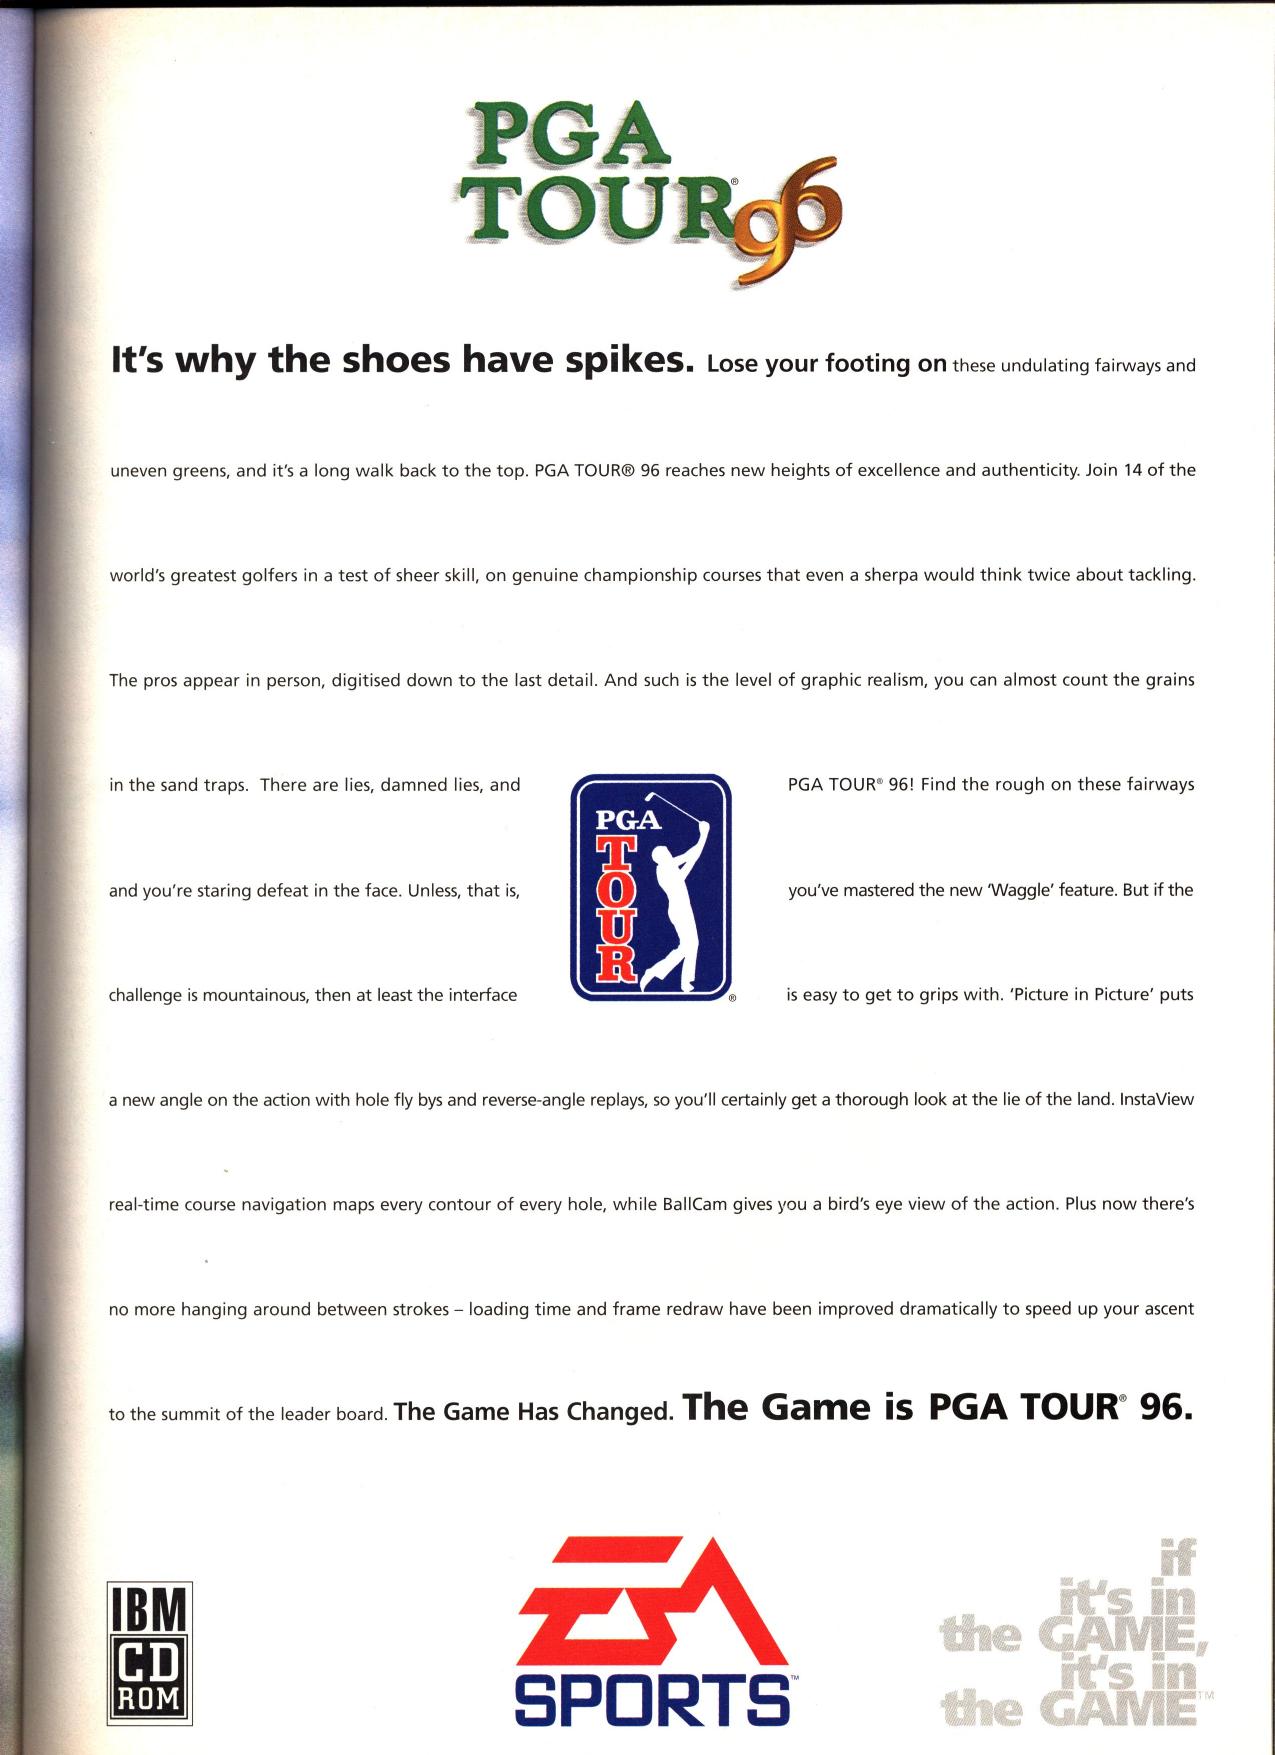 PGA
TOUR® 96
It's why the shoes have spikes. Lose your footing on these undulating fairways and
uneven greens, and it's a long walk back to the top. PGA TOUR® 96 reaches new heights of excellence and authenticity. Join 14 of the
world's greatest golfers in a test of sheer skill, on genuine championship courses that even a sherpa would think twice about tackling.
The pros appear in person, digitised down to the last detail. And such is the level of graphic realism, you can almost count the grains
in the sand traps. There are lies, damned lies, and PGA TOUR® 96! Find the rough on these fairways
and you're staring defeat in the face. Unless, that is, you've mastered the new 'Waggle' feature. But if the
challenge is mountainous, then at least the interface is easy to get to grips with. 'Picture in Picture' puts
PGA
TOUR
®
a new angle on the action with hole fly bys and reverse-angle replays, so you'll certainly get a thorough look at the lie of the land. InstaView
real-time course navigation maps every contour of every hole, while BallCam gives you a bird's eye view of the action. Plus now there's
no more hanging around between strokes – loading time and frame redraw have been improved dramatically to speed up your ascent
to the summit of the leader board. The Game Has Changed. The Game is PGA TOUR® 96.
IBM
CD
ROM
EA
SPORTS™
if
it's in
the GAME,
it's in
the GAME™